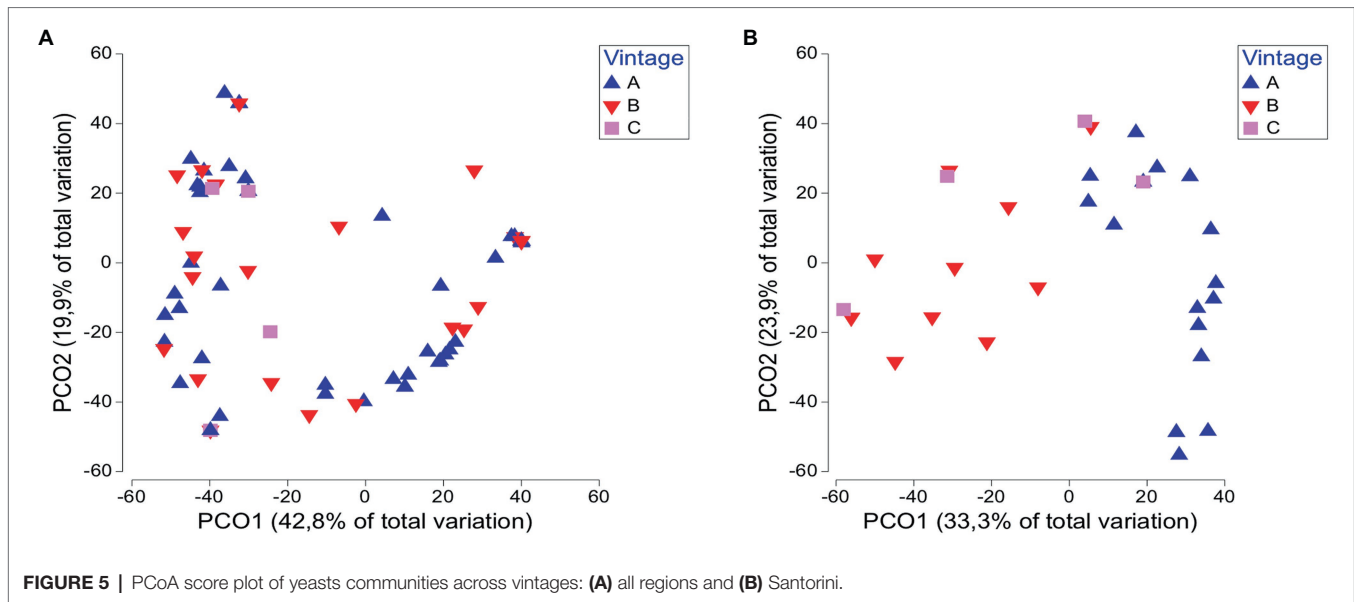 A
Vintage
A
B
C
60
40
20
0
-20
-40
-60
PCO2 (19,9% of total variation)
-60 -40 -20 0 20 40 60
PCO1 (42,8% of total variation)
B
Vintage
A
B
C
60
40
20
0
-20
-40
-60
PCO2 (23,9% of total variation)
-60 -40 -20 0 20 40
PCO1 (33,3% of total variation)
FIGURE 5 | PCoA score plot of yeasts communities across vintages: (A) all regions and (B) Santorini.